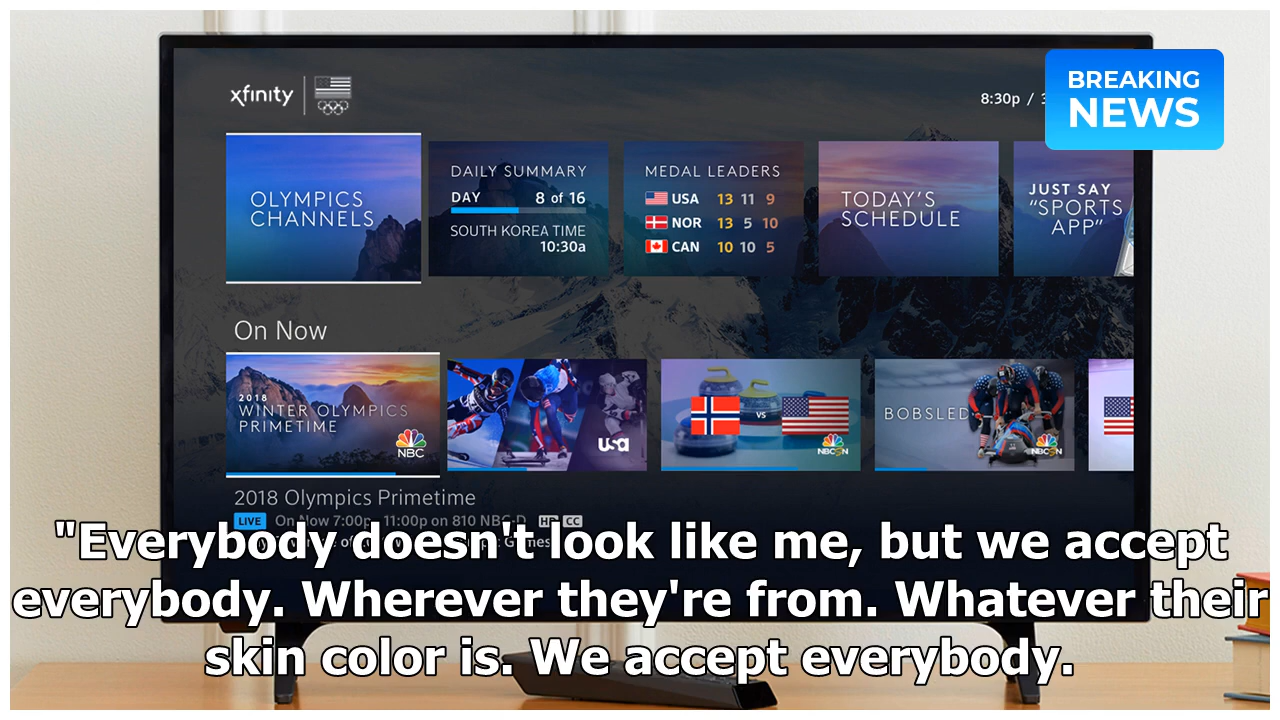 xfinity
8:30p / 3
BREAKING
NEWS
OLYMPICS
CHANNELS
DAILY SUMMARY
DAY 8 of 16
SOUTH KOREA TIME
10:30a
MEDAL LEADERS
USA 13 11 9
NOR 13 5 10
CAN 10 10 5
TODAY'S
SCHEDULE
JUST SAY
"SPORTS
APP"
On Now
2018
WINTER OLYMPICS
PRIMETIME
NBC
usa
VS
NBCSN
BOBSLED
NBCSN
2018 Olympics Primetime
LIVE On Now 7:00p - 11:00p on 810 NBC-D HD CC
"Everybody doesn't look like me, but we accept
everybody. Wherever they're from. Whatever their
skin color is. We accept everybody.